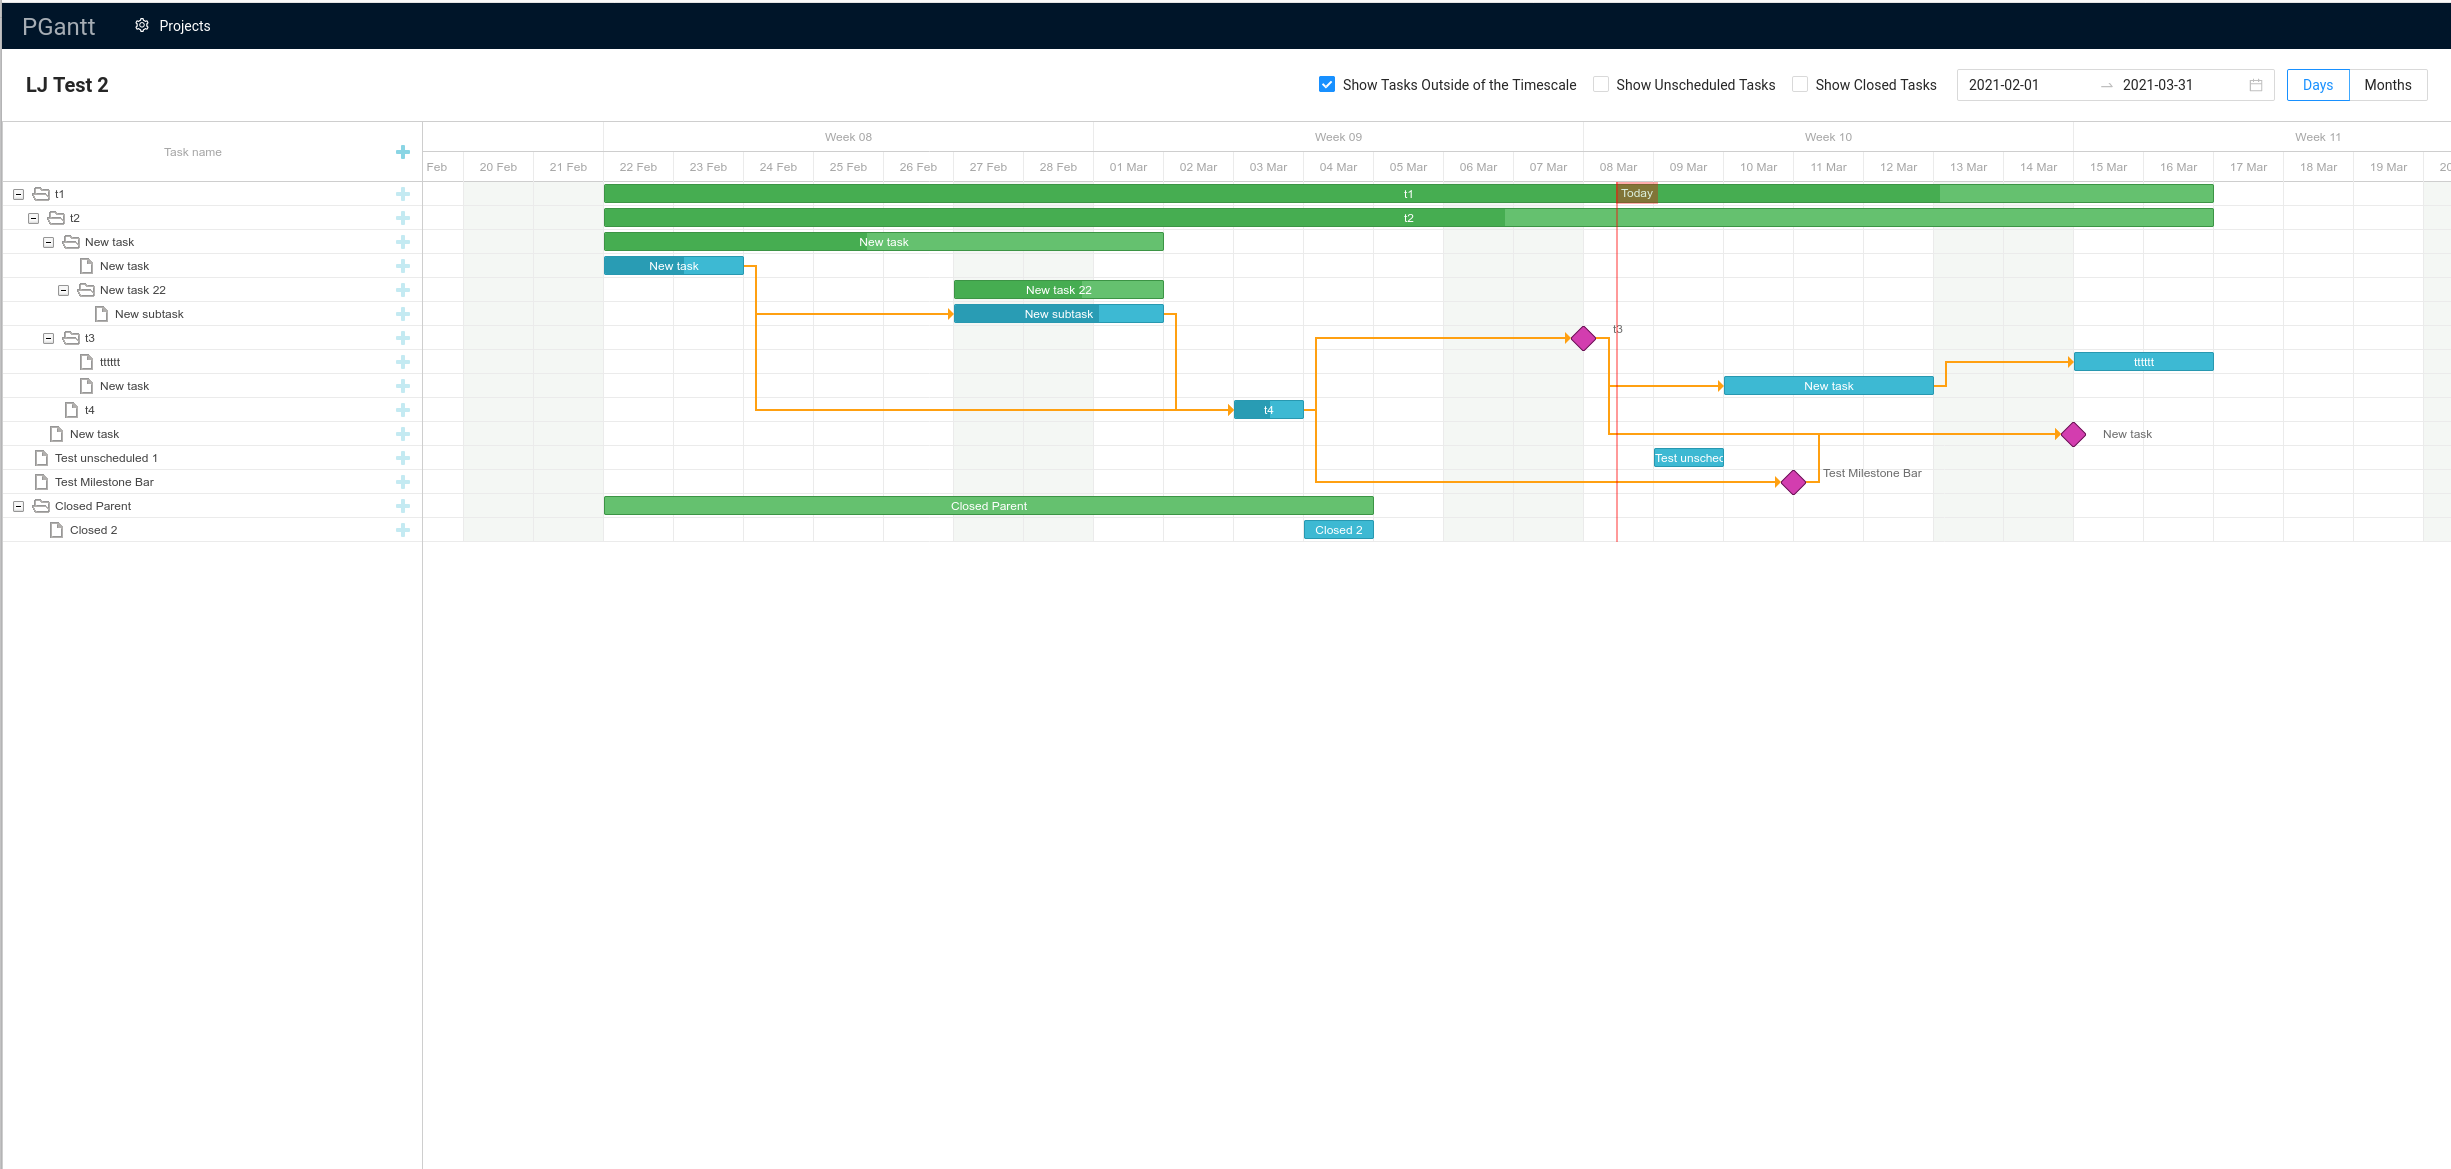 PGantt Projects
LJ Test 2
Show Tasks Outside of the Timescale Show Unscheduled Tasks Show Closed Tasks 2021-02-01 → 2021-03-31 Days Months
Week 08 Week 09 Week 10 Week 11
Task name
Feb 20 Feb 21 Feb 22 Feb 23 Feb 24 Feb 25 Feb 26 Feb 27 Feb 28 Feb 01 Mar 02 Mar 03 Mar 04 Mar 05 Mar 06 Mar 07 Mar 08 Mar 09 Mar 10 Mar 11 Mar 12 Mar 13 Mar 14 Mar 15 Mar 16 Mar 17 Mar 18 Mar 19 Mar 20
t1 t1 Today
t2 t2
New task New task
New task New task
New task 22 New task 22
New subtask New subtask
t3 t3
tttttt tttttt
New task New task
t4 t4
New task New task
Test unscheduled 1 Test unsched
Test Milestone Bar Test Milestone Bar
Closed Parent Closed Parent
Closed 2 Closed 2